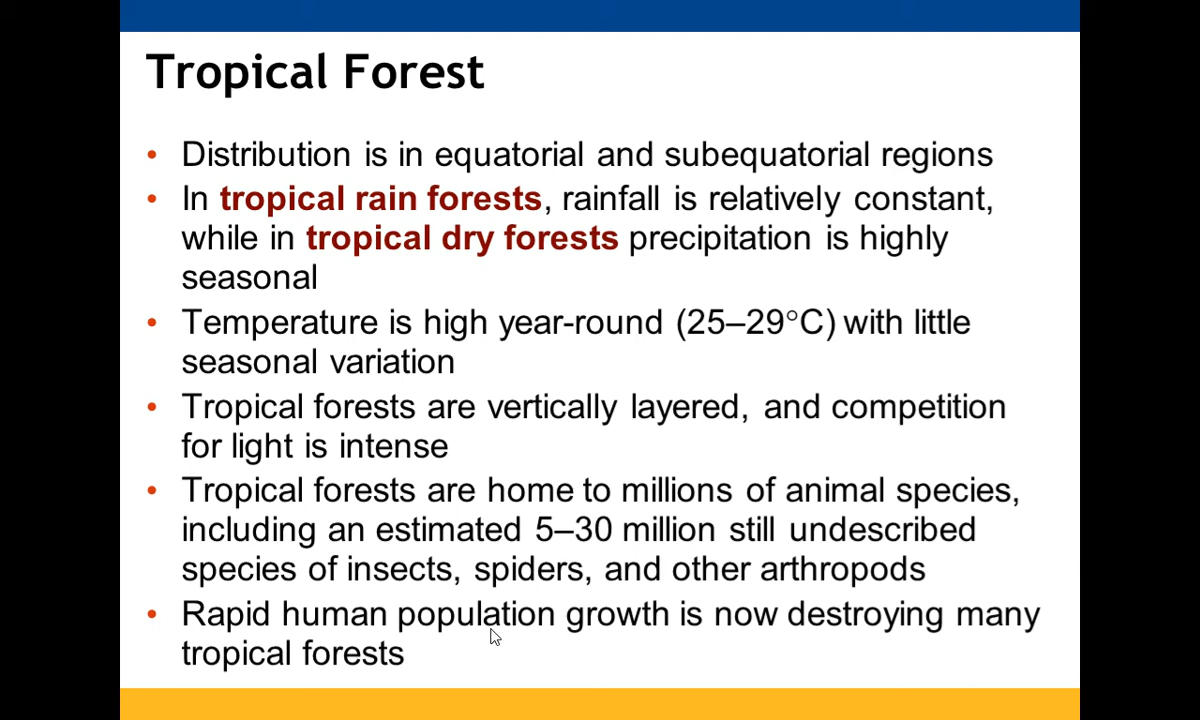 Tropical Forest
• Distribution is in equatorial and subequatorial regions
• In tropical rain forests, rainfall is relatively constant,
while in tropical dry forests precipitation is highly
seasonal
• Temperature is high year-round (25–29°C) with little
seasonal variation
• Tropical forests are vertically layered, and competition
for light is intense
• Tropical forests are home to millions of animal species,
including an estimated 5–30 million still undescribed
species of insects, spiders, and other arthropods
• Rapid human population growth is now destroying many
tropical forests